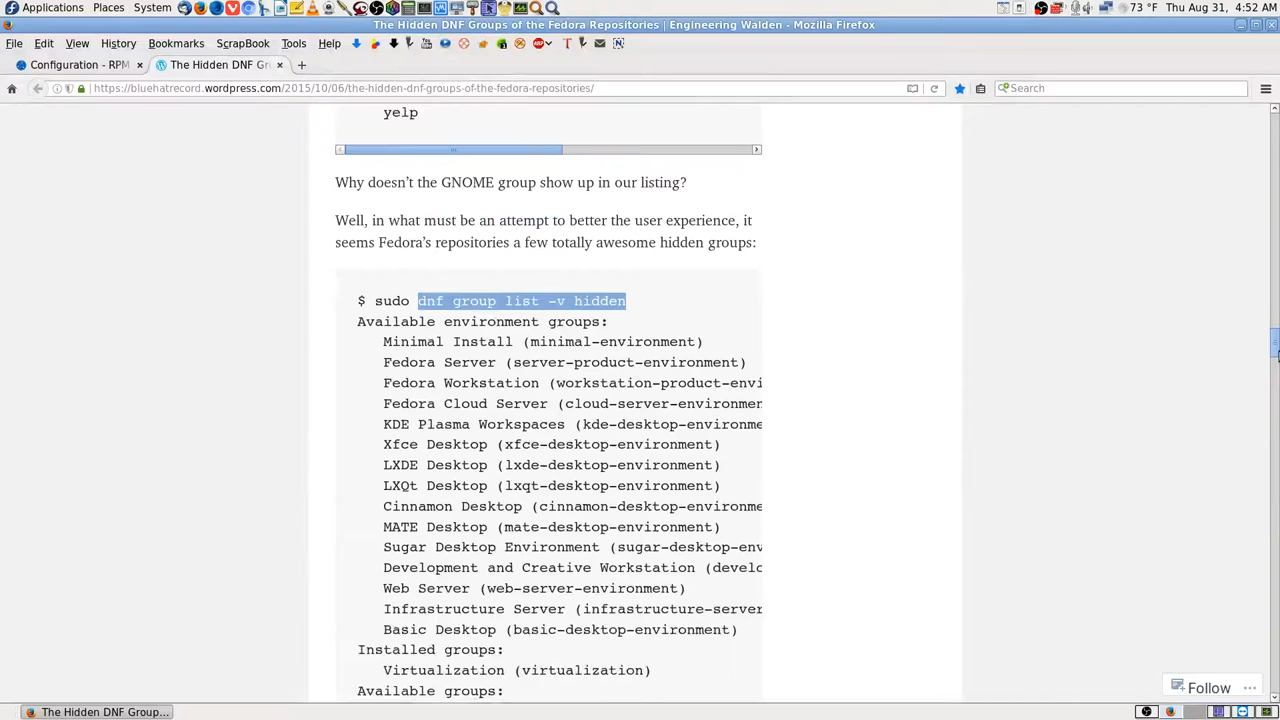 Applications Places System 73 °F Thu Aug 31, 4:52 AM
The Hidden DNF Groups of the Fedora Repositories | Engineering Walden - Mozilla Firefox
File Edit View History Bookmarks ScrapBook Tools Help
Configuration - RPM × The Hidden DNF Gr × +
https://bluehatrecord.wordpress.com/2015/10/06/the-hidden-dnf-groups-of-the-fedora-repositories/ Search
yelp
Why doesn’t the GNOME group show up in our listing?
Well, in what must be an attempt to better the user experience, it
seems Fedora’s repositories a few totally awesome hidden groups:
$ sudo dnf group list -v hidden
Available environment groups:
Minimal Install (minimal-environment)
Fedora Server (server-product-environment)
Fedora Workstation (workstation-product-envi
Fedora Cloud Server (cloud-server-environmen
KDE Plasma Workspaces (kde-desktop-environme
Xfce Desktop (xfce-desktop-environment)
LXDE Desktop (lxde-desktop-environment)
LXQt Desktop (lxqt-desktop-environment)
Cinnamon Desktop (cinnamon-desktop-environme
MATE Desktop (mate-desktop-environment)
Sugar Desktop Environment (sugar-desktop-env
Development and Creative Workstation (develo
Web Server (web-server-environment)
Infrastructure Server (infrastructure-server
Basic Desktop (basic-desktop-environment)
Installed groups:
Virtualization (virtualization)
Available groups:
Follow ...
The Hidden DNF Group...